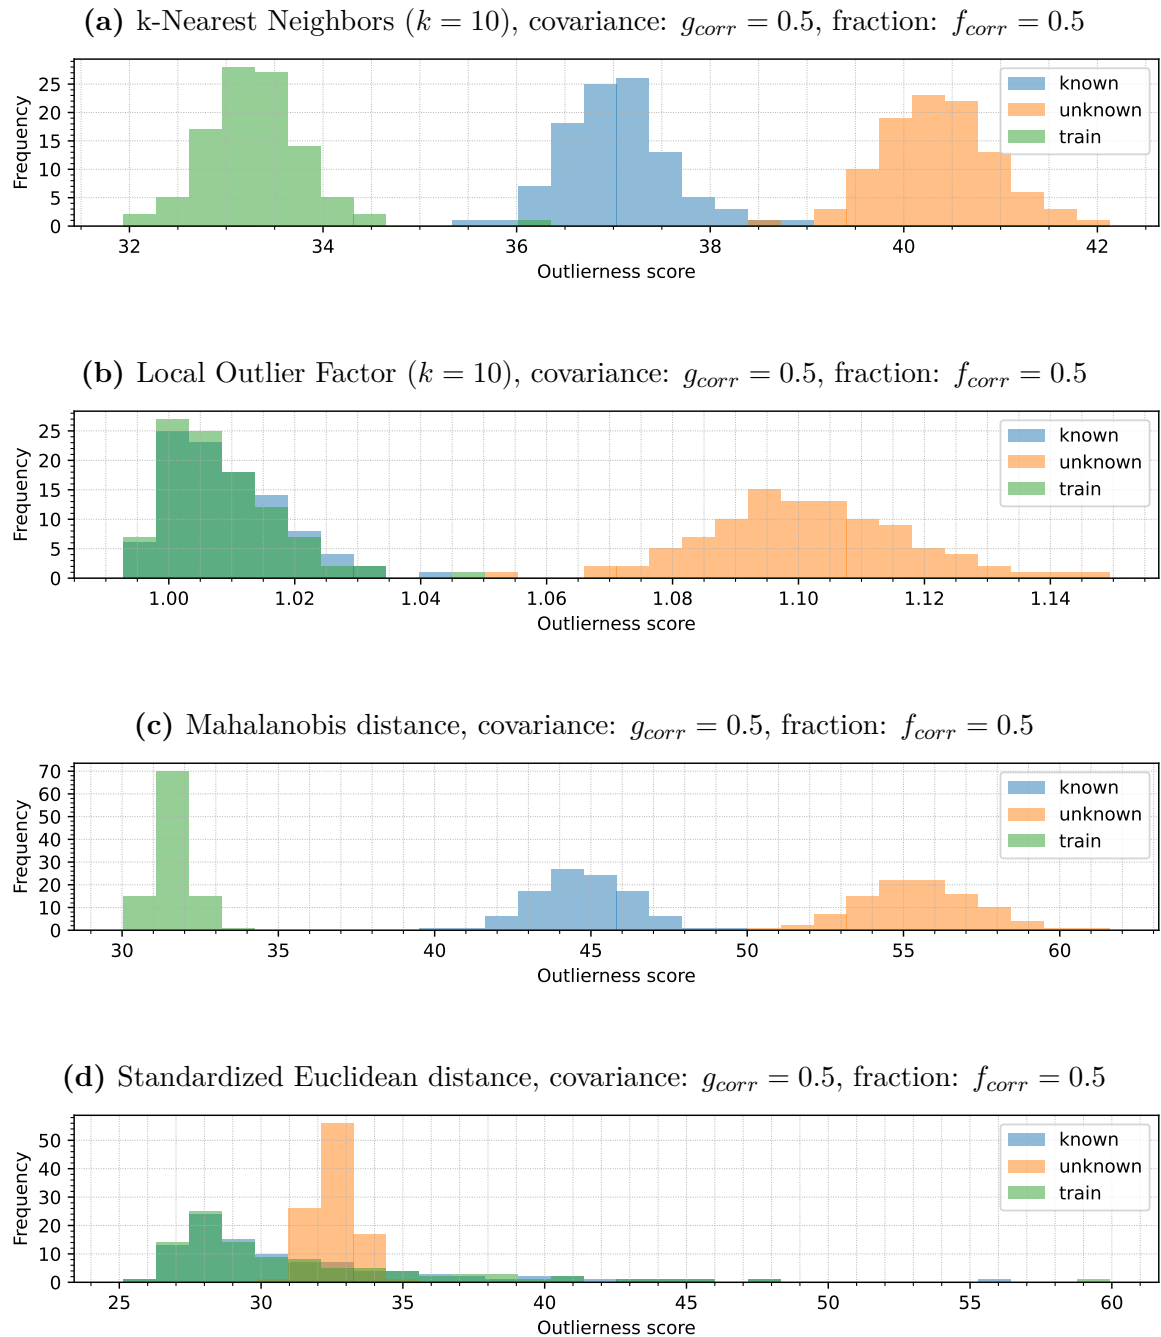 (a) k-Nearest Neighbors (k = 10), covariance: g_corr = 0.5, fraction: f_corr = 0.5
25
20
15
10
5
0
Frequency
known
unknown
train
32 34 36 38 40 42
Outlierness score
(b) Local Outlier Factor (k = 10), covariance: g_corr = 0.5, fraction: f_corr = 0.5
25
20
15
10
5
0
Frequency
known
unknown
train
1.00 1.02 1.04 1.06 1.08 1.10 1.12 1.14
Outlierness score
(c) Mahalanobis distance, covariance: g_corr = 0.5, fraction: f_corr = 0.5
70
60
50
40
30
20
10
0
Frequency
known
unknown
train
30 35 40 45 50 55 60
Outlierness score
(d) Standardized Euclidean distance, covariance: g_corr = 0.5, fraction: f_corr = 0.5
50
40
30
20
10
0
Frequency
known
unknown
train
25 30 35 40 45 50 55 60
Outlierness score